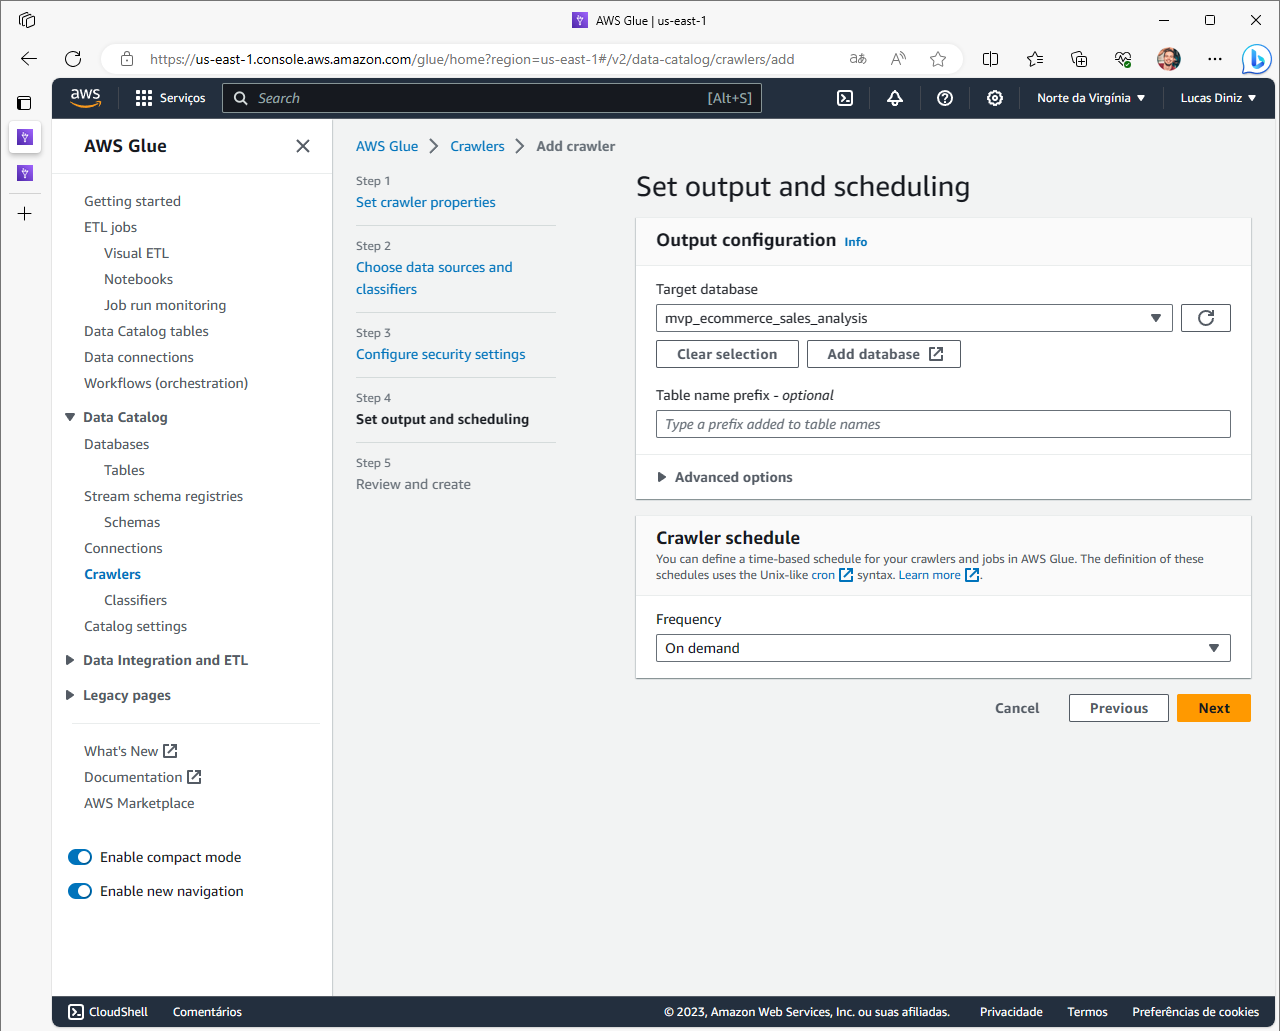 AWS Glue | us-east-1
https://us-east-1.console.aws.amazon.com/glue/home?region=us-east-1#/v2/data-catalog/crawlers/add
aws
Serviços
Search
[Alt+S]
Norte da Virgínia
Lucas Diniz
AWS Glue
Getting started
ETL jobs
Visual ETL
Notebooks
Job run monitoring
Data Catalog tables
Data connections
Workflows (orchestration)
Data Catalog
Databases
Tables
Stream schema registries
Schemas
Connections
Crawlers
Classifiers
Catalog settings
Data Integration and ETL
Legacy pages
What's New
Documentation
AWS Marketplace
Enable compact mode
Enable new navigation
AWS Glue
Crawlers
Add crawler
Step 1
Set crawler properties
Step 2
Choose data sources and
classifiers
Step 3
Configure security settings
Step 4
Set output and scheduling
Step 5
Review and create
Set output and scheduling
Output configuration Info
Target database
mvp_ecommerce_sales_analysis
Clear selection
Add database
Table name prefix - optional
Type a prefix added to table names
Advanced options
Crawler schedule
You can define a time-based schedule for your crawlers and jobs in AWS Glue. The definition of these
schedules uses the Unix-like cron syntax. Learn more.
Frequency
On demand
Cancel
Previous
Next
CloudShell
Comentários
© 2023, Amazon Web Services, Inc. ou suas afiliadas.
Privacidade
Termos
Preferências de cookies